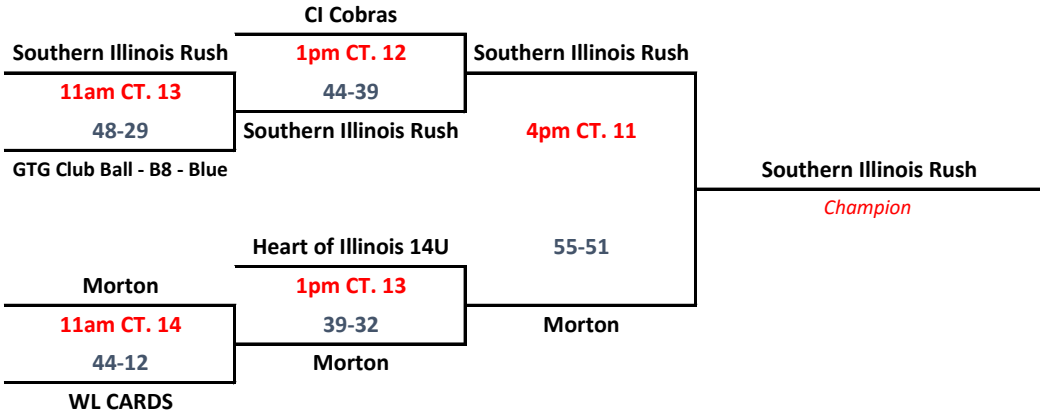 CI Cobras
Southern Illinois Rush
1pm CT. 12
Southern Illinois Rush
11am CT. 13
44-39
48-29
Southern Illinois Rush
4pm CT. 11
GTG Club Ball - B8 - Blue
Southern Illinois Rush
Champion
Heart of Illinois 14U
55-51
Morton
1pm CT. 13
11am CT. 14
39-32
Morton
44-12
Morton
WL CARDS